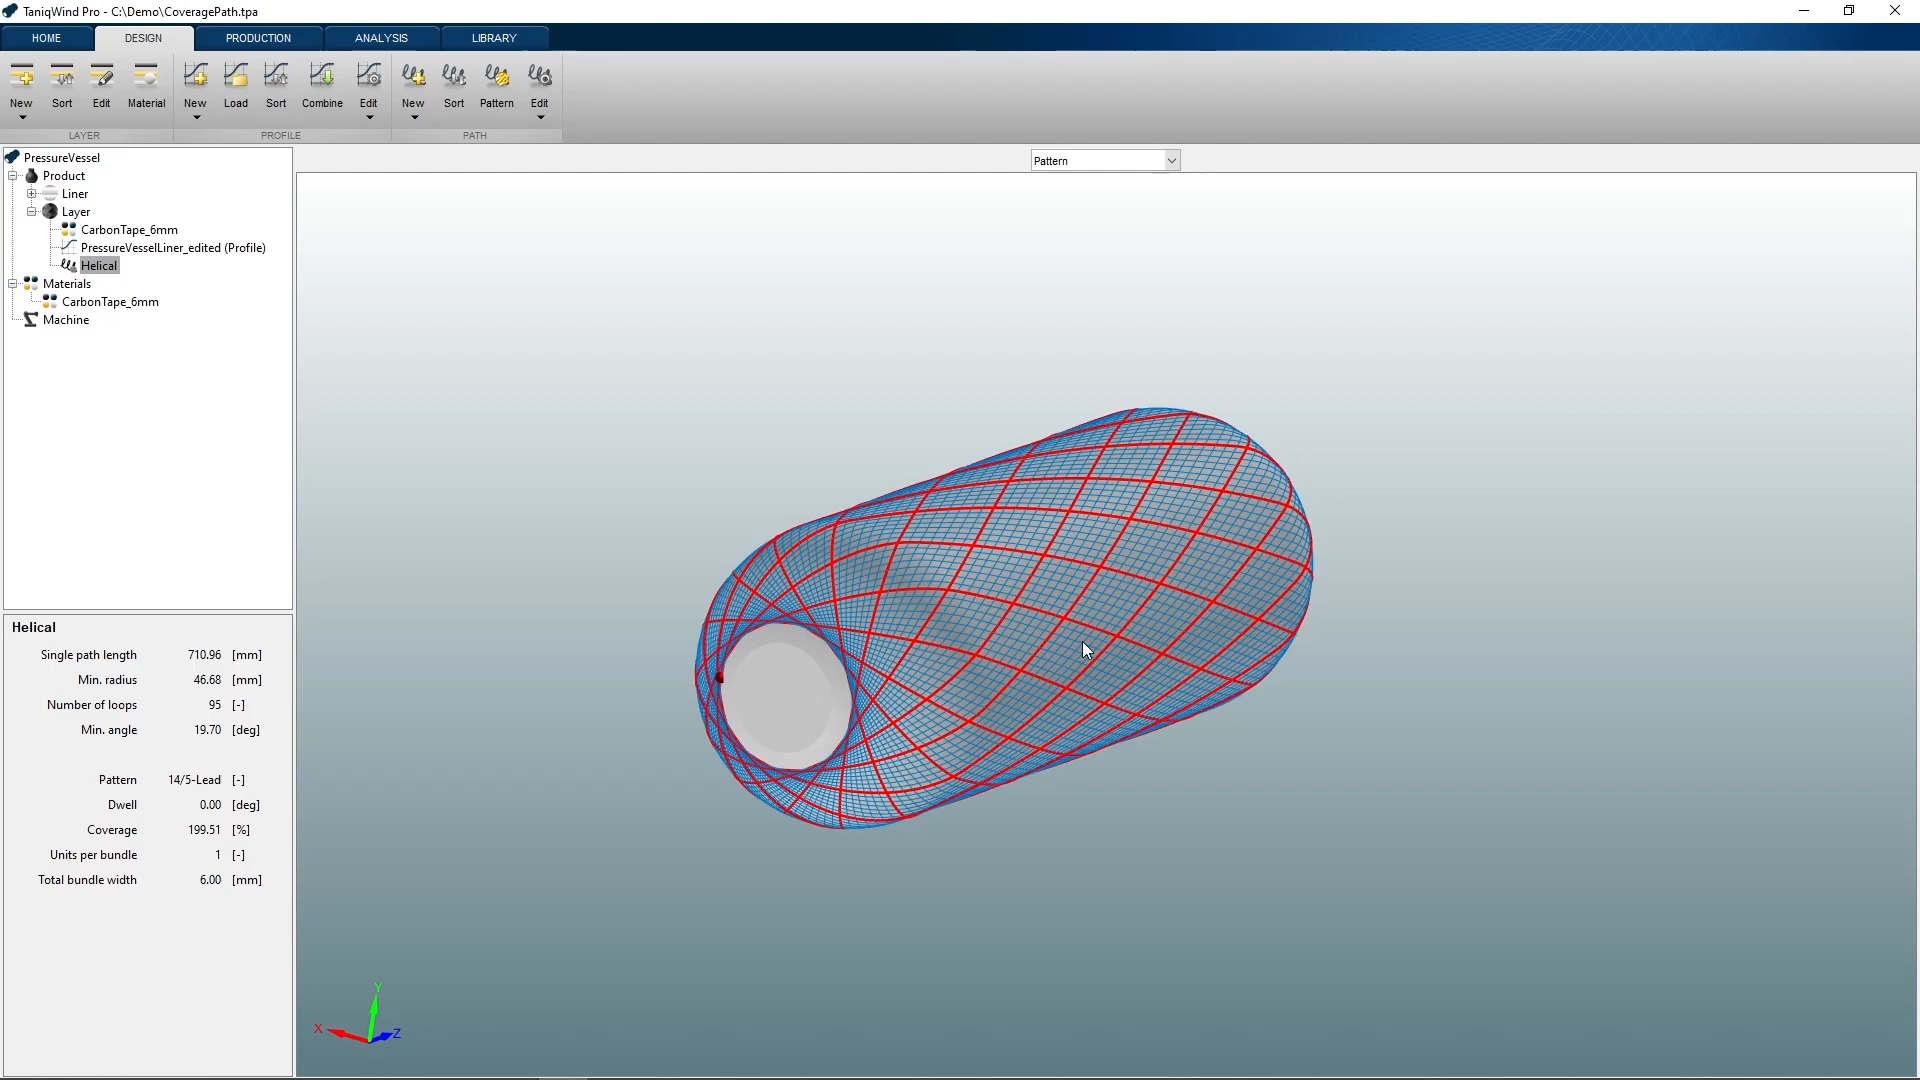 TaniqWind Pro - C:\Demo\CoveragePath.tpa
HOME DESIGN PRODUCTION ANALYSIS LIBRARY
New Sort Edit Material New Load Sort Combine Edit New Sort Pattern Edit
LAYER PROFILE PATH
PressureVessel
Product
Liner
Layer
CarbonTape_6mm
PressureVesselLiner_edited (Profile)
Helical
Materials
CarbonTape_6mm
Machine
Pattern
Helical
Single path length 710.96 [mm]
Min. radius 46.68 [mm]
Number of loops 95 [-]
Min. angle 19.70 [deg]
Pattern 14/5-Lead [-]
Dwell 0.00 [deg]
Coverage 199.51 [%]
Units per bundle 1 [-]
Total bundle width 6.00 [mm]
Y
X
Z